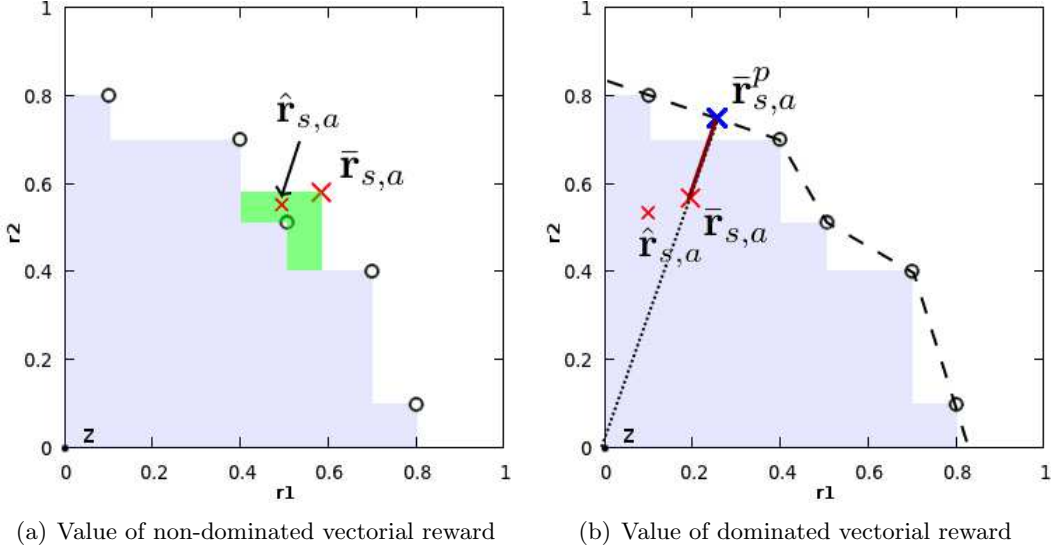 1
0.8
0.6
0.4
0.2
0
r2
r̂s,a
r̄s,a
z
0 0.2 0.4 0.6 0.8 1
r1
(a) Value of non-dominated vectorial reward
1
0.8
0.6
0.4
0.2
0
r2
r̄ᵖs,a
r̄s,a
r̂s,a
z
0 0.2 0.4 0.6 0.8 1
r1
(b) Value of dominated vectorial reward